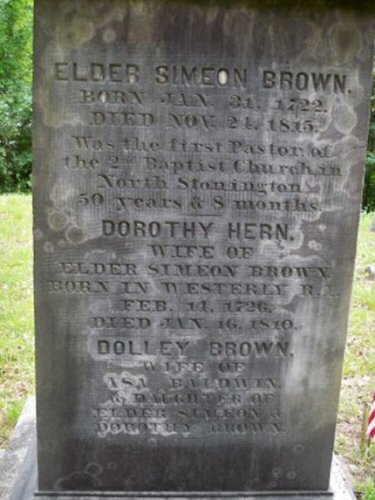 ELDER SIMEON BROWN.
BORN JAN. 31. 1722.
DIED NOV. 24. 1815.
Was the first Pastor of
the 2nd Baptist Church in
North Stonington
50 years & 8 months.
DOROTHY HERN,
WIFE OF
ELDER SIMEON BROWN.
BORN IN WESTERLY R.I.
FEB. 11. 1726.
DIED JAN. 16. 1810.
DOLLEY BROWN.
WIFE OF
ASA BALDWIN.
& DAUGHTER OF
ELDER SIMEON &
DOROTHY BROWN.